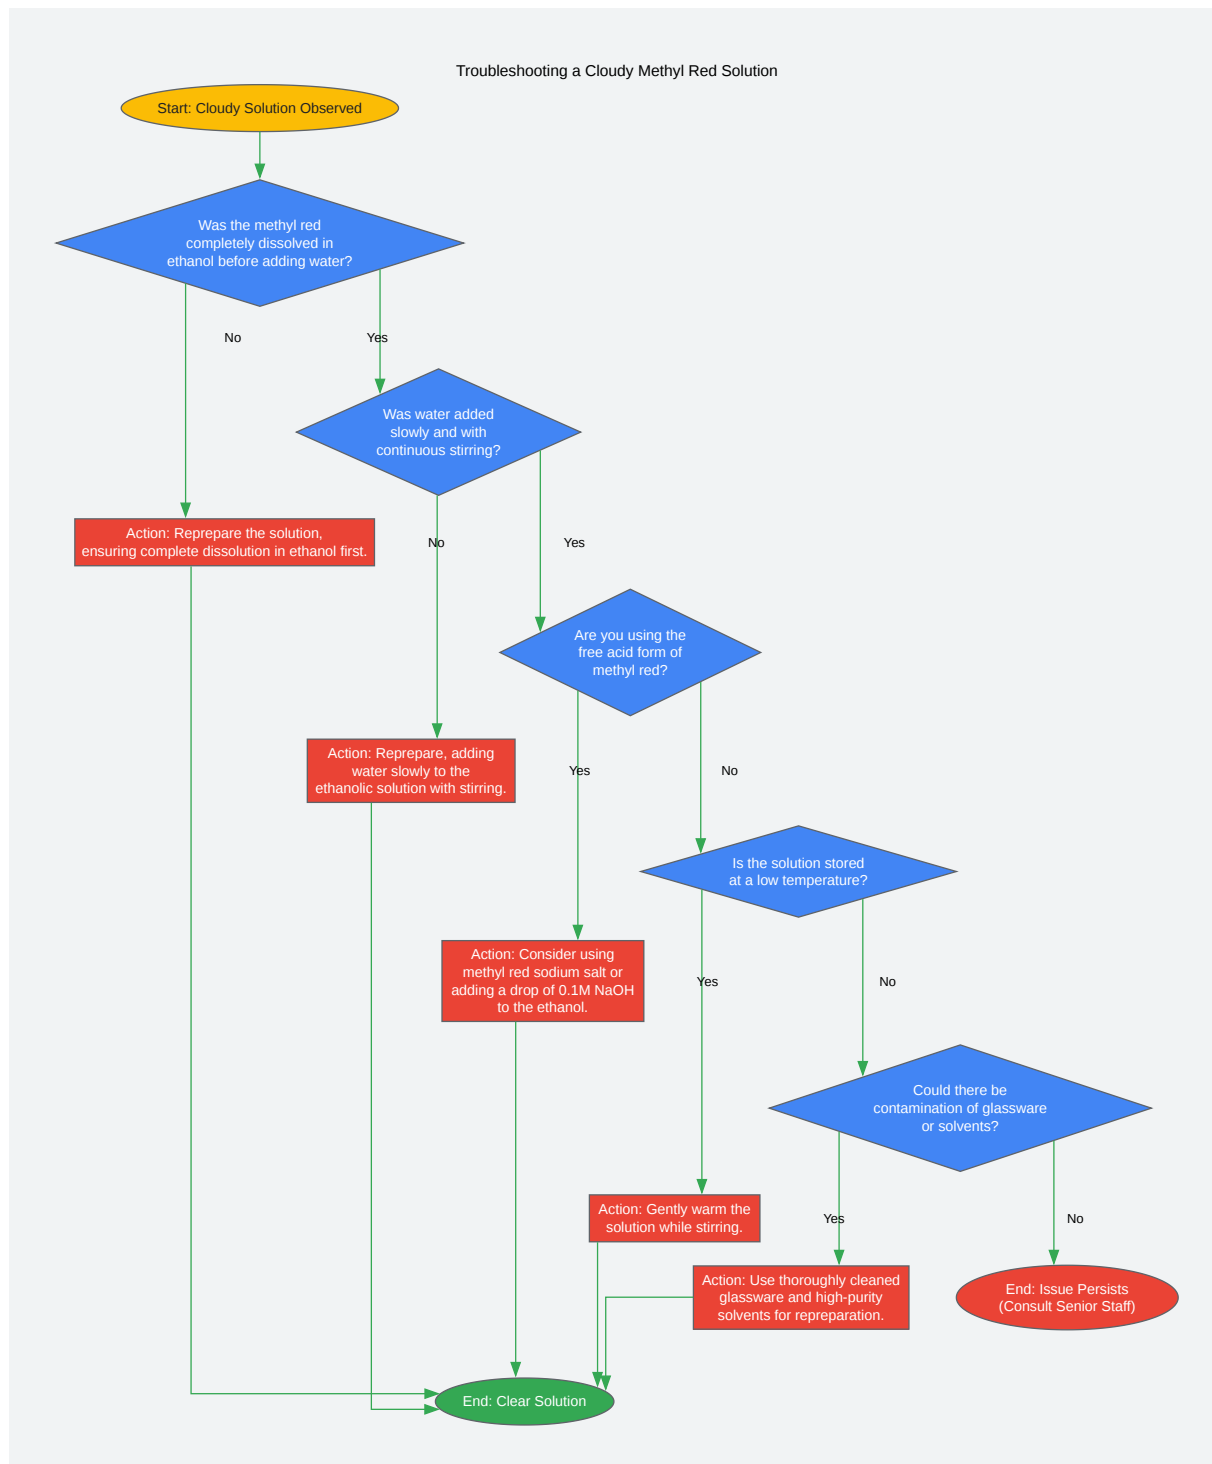 Troubleshooting a Cloudy Methyl Red Solution
Start: Cloudy Solution Observed
Was the methyl red
completely dissolved in
ethanol before adding water?
No
Yes
Was water added
slowly and with
continuous stirring?
Action: Reprepare the solution,
ensuring complete dissolution in ethanol first.
No
Yes
Are you using the
free acid form of
methyl red?
Action: Reprepare, adding
water slowly to the
ethanolic solution with stirring.
Yes
No
Is the solution stored
at a low temperature?
Action: Consider using
methyl red sodium salt or
adding a drop of 0.1M NaOH
to the ethanol.
Yes
No
Could there be
contamination of glassware
or solvents?
Action: Gently warm the
solution while stirring.
Yes
No
Action: Use thoroughly cleaned
glassware and high-purity
solvents for repreparation.
End: Issue Persists
(Consult Senior Staff)
End: Clear Solution